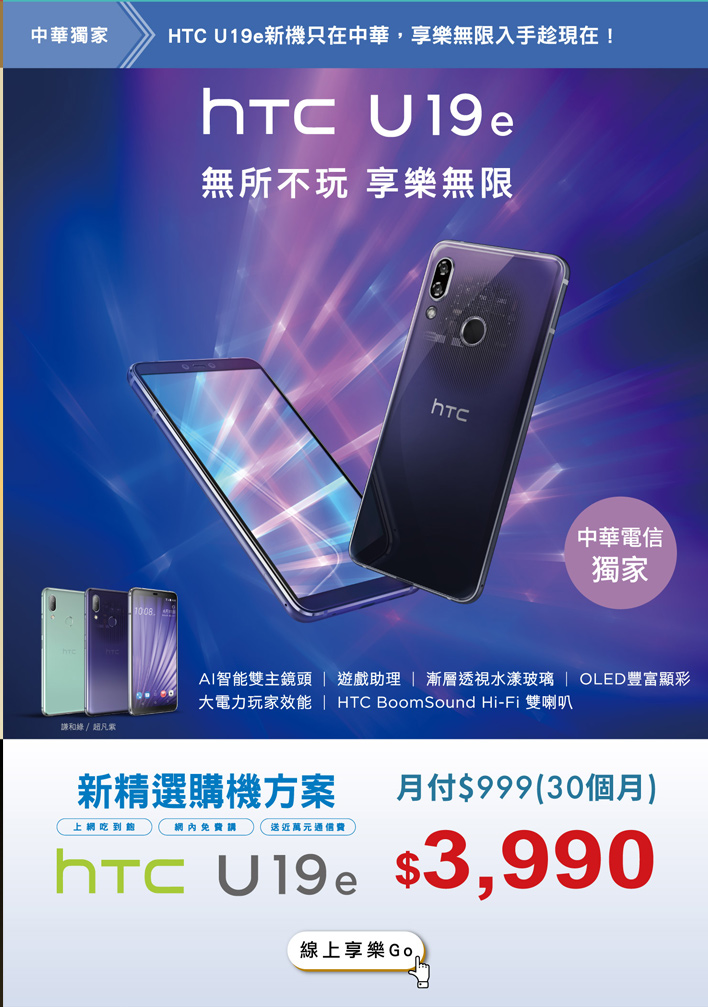 中華獨家
HTC U19e新機只在中華，享樂無限入手趁現在！
hTC U19e
無所不玩 享樂無限
hTC
中華電信
獨家
10:08
hTC
hTC
謙和綠 / 超凡紫
AI智能雙主鏡頭 | 遊戲助理 | 漸層透視水漾玻璃 | OLED豐富顯彩
大電力玩家效能 | HTC BoomSound Hi-Fi 雙喇叭
新精選購機方案
月付$999(30個月)
上網吃到飽
網內免費講
送近萬元通信費
hTC U19e
$3,990
線上享樂Go